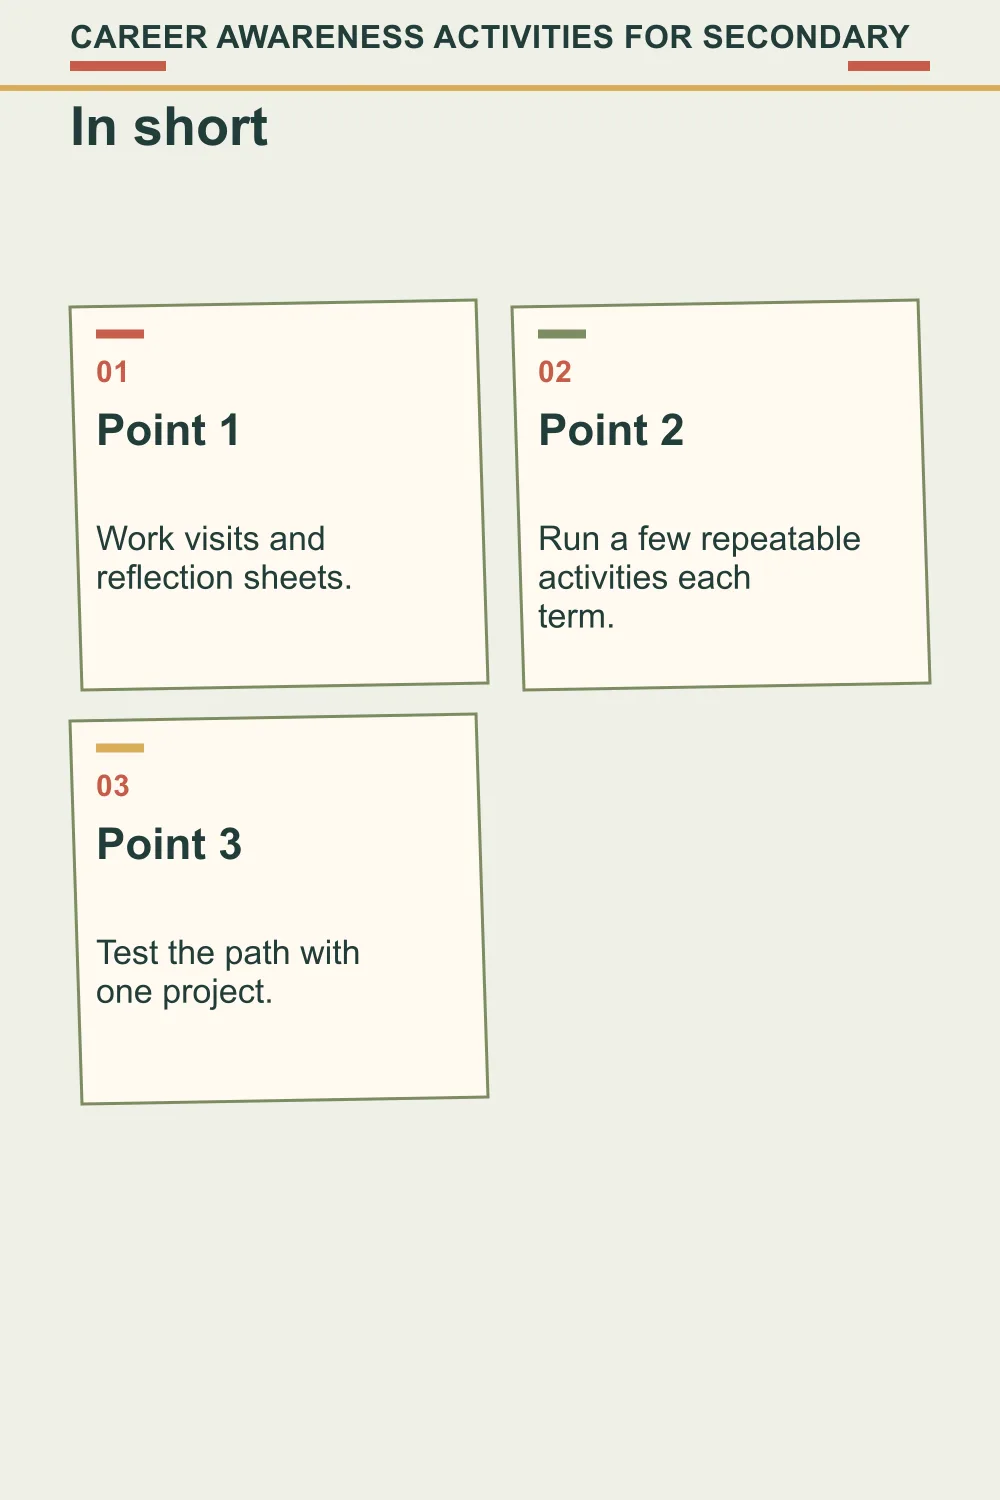 CAREER AWARENESS ACTIVITIES FOR SECONDARY
In short
01
Point 1
Work visits and
reflection sheets.
02
Point 2
Run a few repeatable
activities each
term.
03
Point 3
Test the path with
one project.